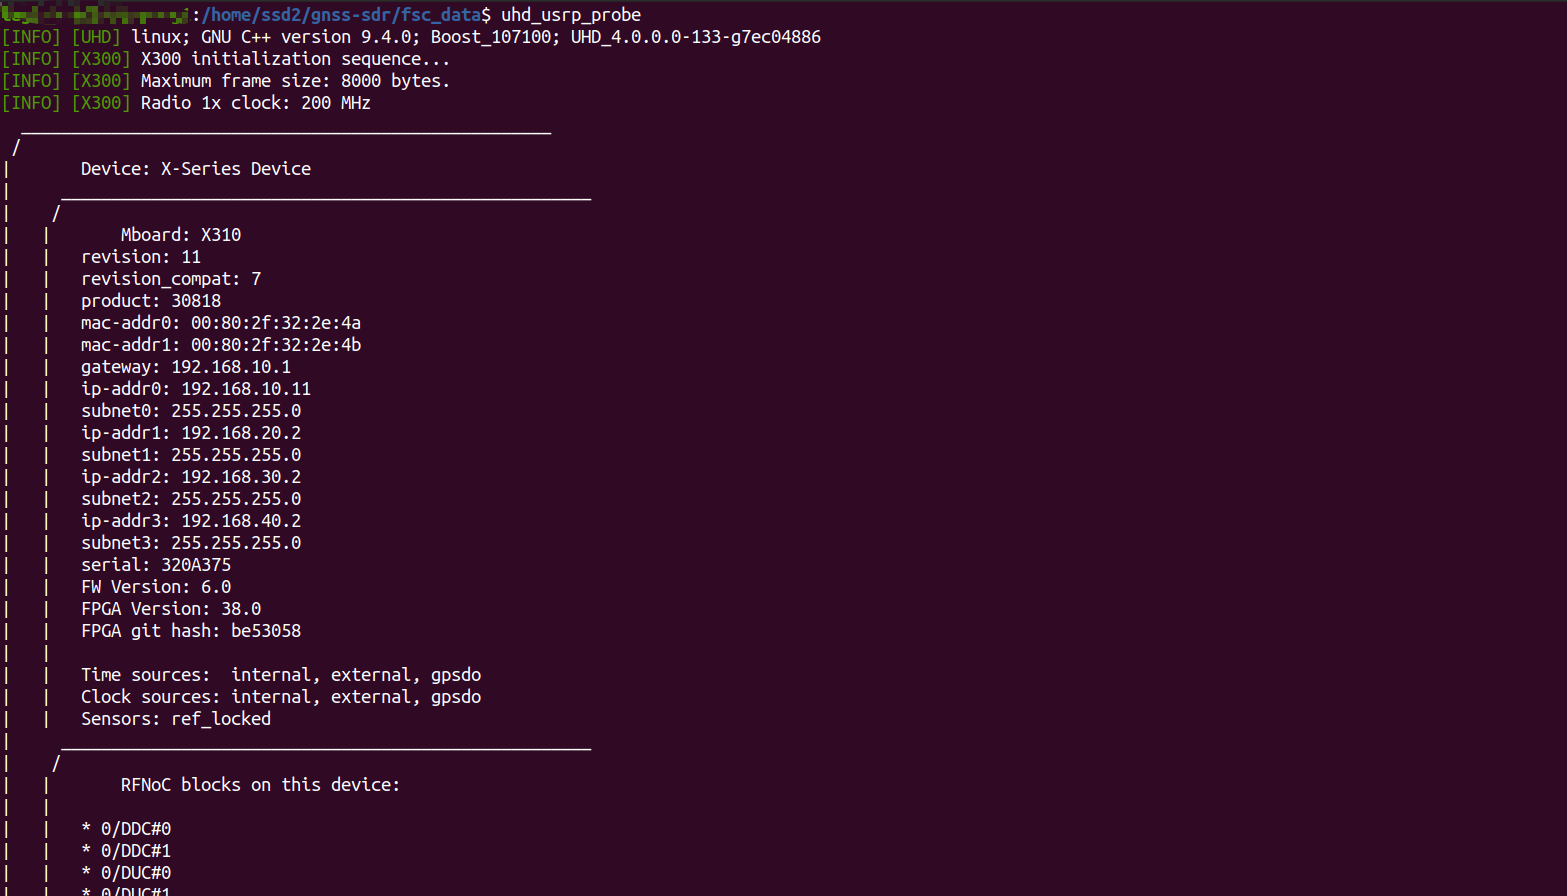 :/home/ssd2/gnss-sdr/fsc_data$ uhd_usrp_probe
[INFO] [UHD] linux; GNU C++ version 9.4.0; Boost_107100; UHD_4.0.0.0-133-g7ec04886
[INFO] [X300] X300 initialization sequence...
[INFO] [X300] Maximum frame size: 8000 bytes.
[INFO] [X300] Radio 1x clock: 200 MHz
Device: X-Series Device
Mboard: X310
revision: 11
revision_compat: 7
product: 30818
mac-addr0: 00:80:2f:32:2e:4a
mac-addr1: 00:80:2f:32:2e:4b
gateway: 192.168.10.1
ip-addr0: 192.168.10.11
subnet0: 255.255.255.0
ip-addr1: 192.168.20.2
subnet1: 255.255.255.0
ip-addr2: 192.168.30.2
subnet2: 255.255.255.0
ip-addr3: 192.168.40.2
subnet3: 255.255.255.0
serial: 320A375
FW Version: 6.0
FPGA Version: 38.0
FPGA git hash: be53058
Time sources:  internal, external, gpsdo
Clock sources: internal, external, gpsdo
Sensors: ref_locked
RFNoC blocks on this device:
* 0/DDC#0
* 0/DDC#1
* 0/DUC#0
* 0/DUC#1